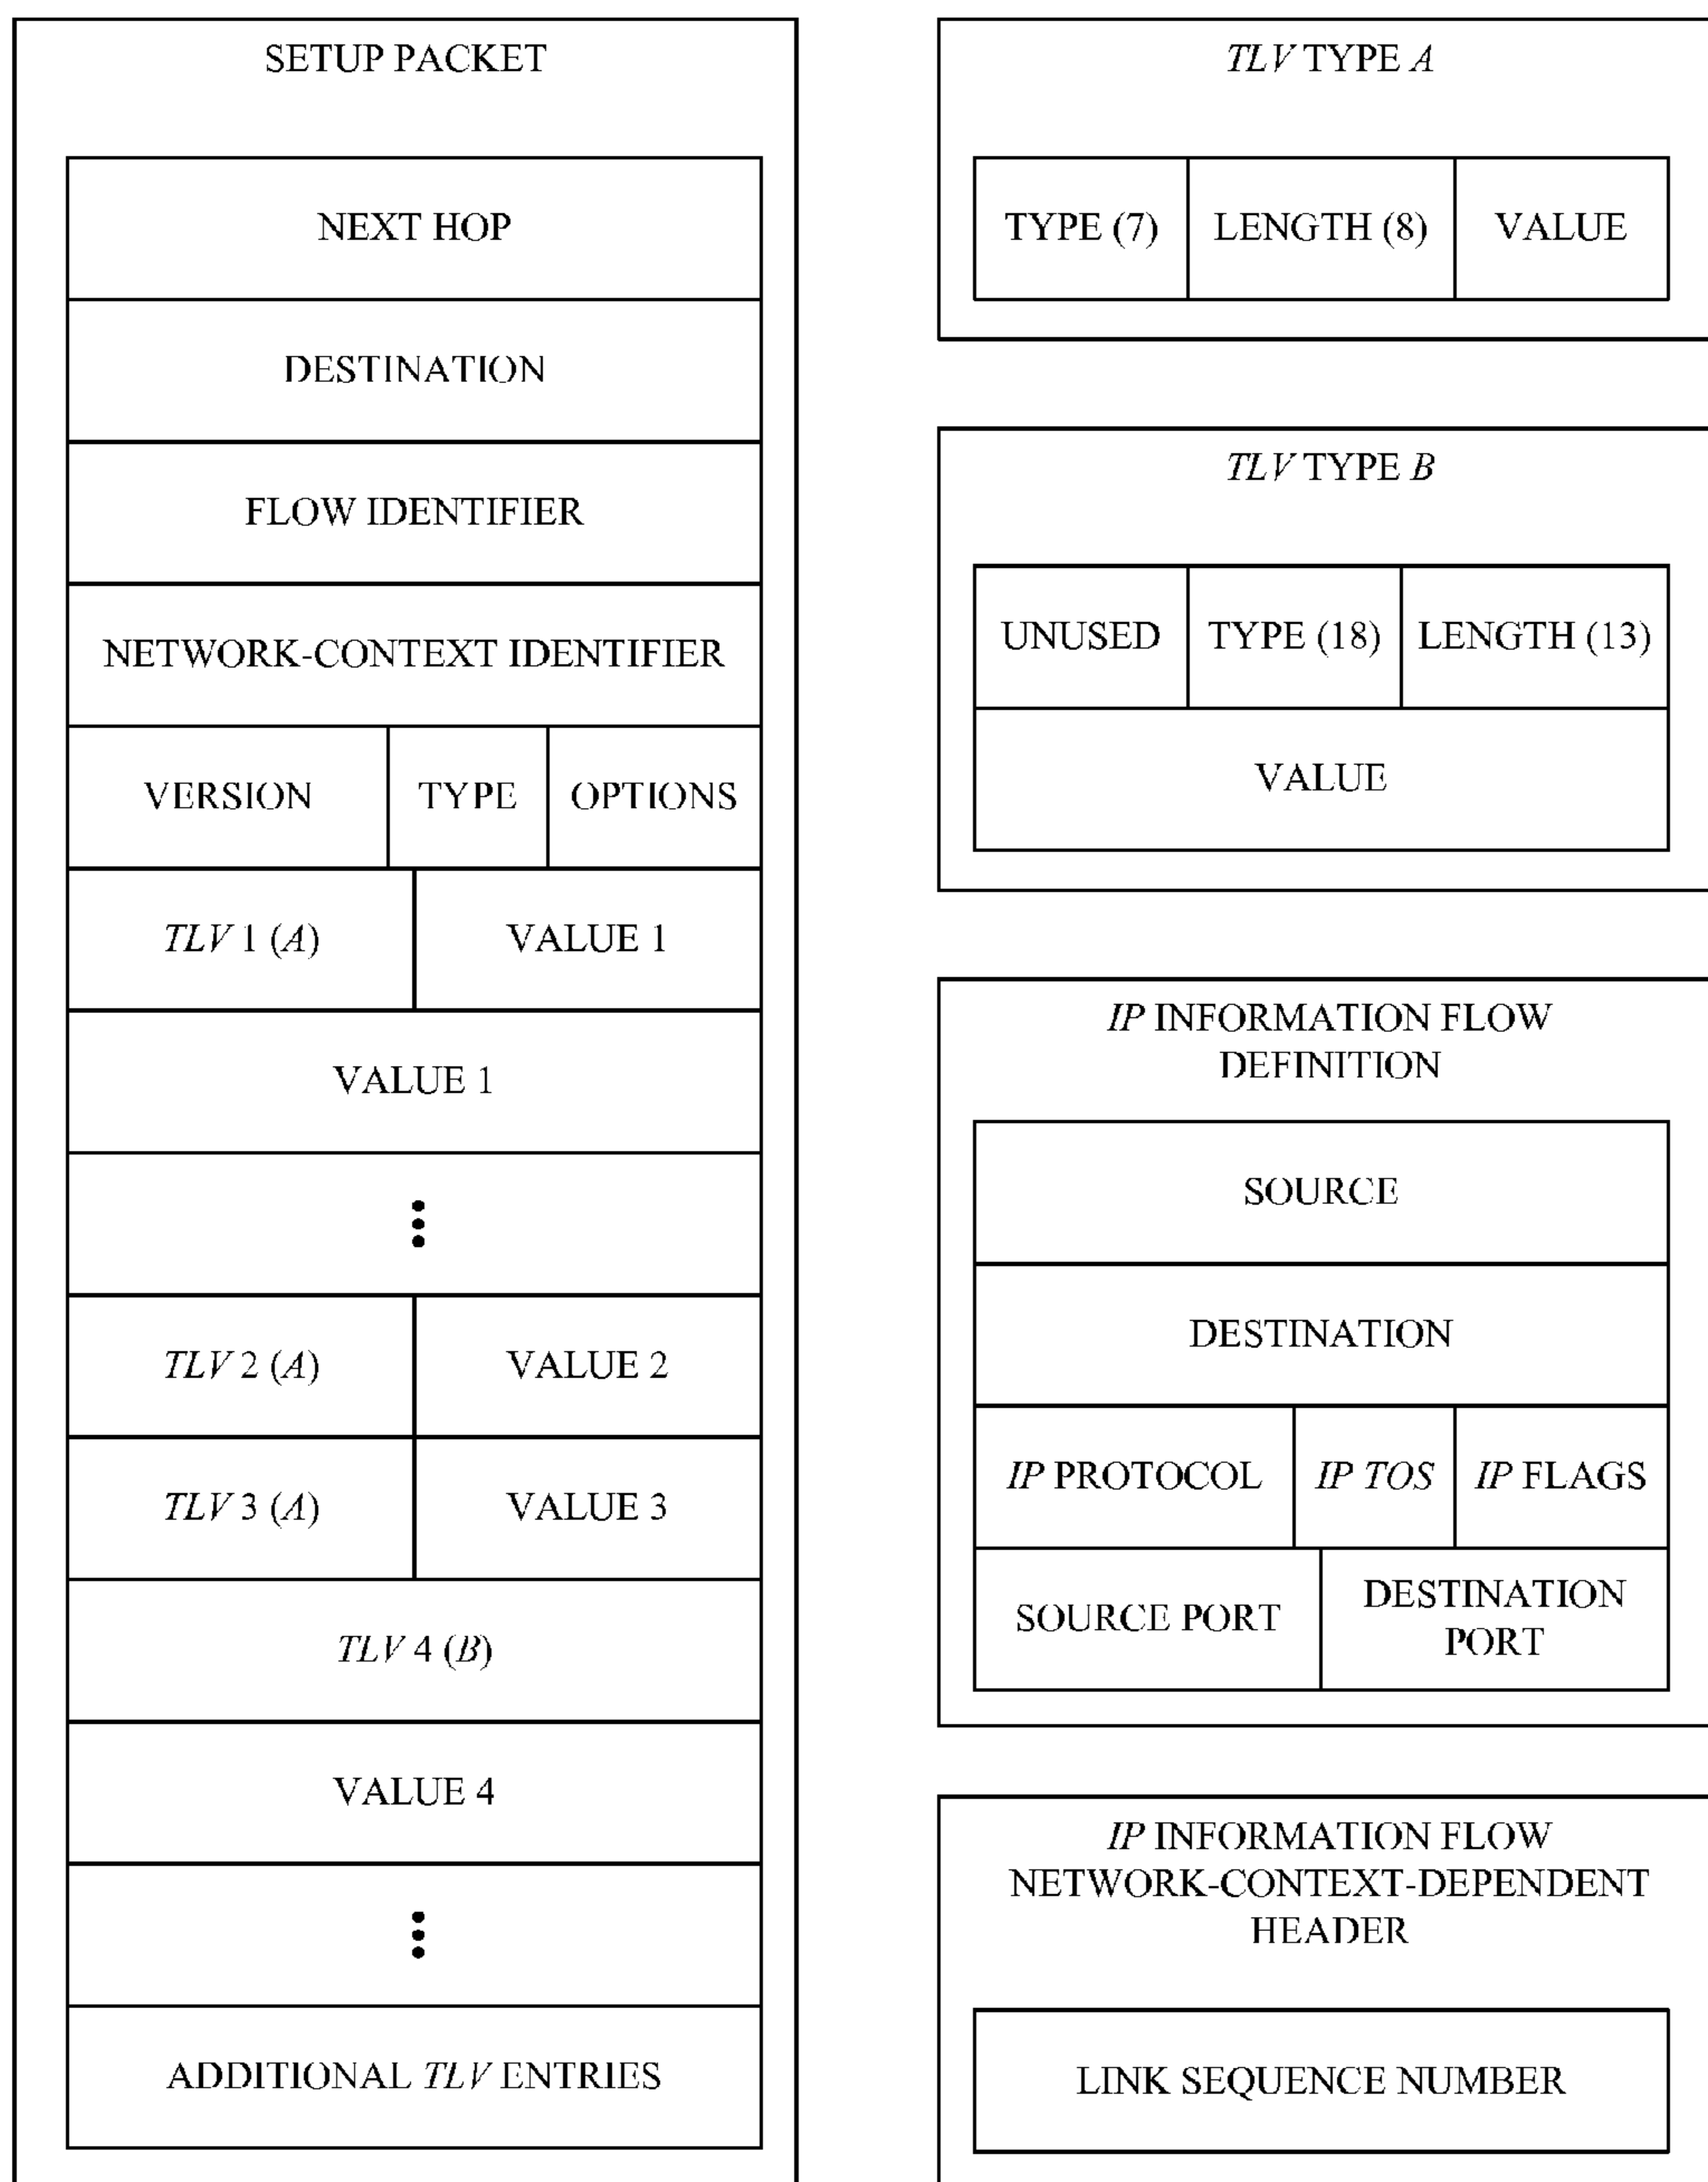 SETUP PACKET
NEXT HOP
DESTINATION
FLOW IDENTIFIER
NETWORK-CONTEXT IDENTIFIER
VERSION TYPE OPTIONS
TLV 1 (A) VALUE 1
VALUE 1
TLV 2 (A) VALUE 2
TLV 3 (A) VALUE 3
TLV 4 (B)
VALUE 4
ADDITIONAL TLV ENTRIES
TLV TYPE A
TYPE (7) LENGTH (8) VALUE
TLV TYPE B
UNUSED TYPE (18) LENGTH (13)
VALUE
IP INFORMATION FLOW
DEFINITION
SOURCE
DESTINATION
IP PROTOCOL IP TOS IP FLAGS
SOURCE PORT DESTINATION
PORT
IP INFORMATION FLOW
NETWORK-CONTEXT-DEPENDENT
HEADER
LINK SEQUENCE NUMBER